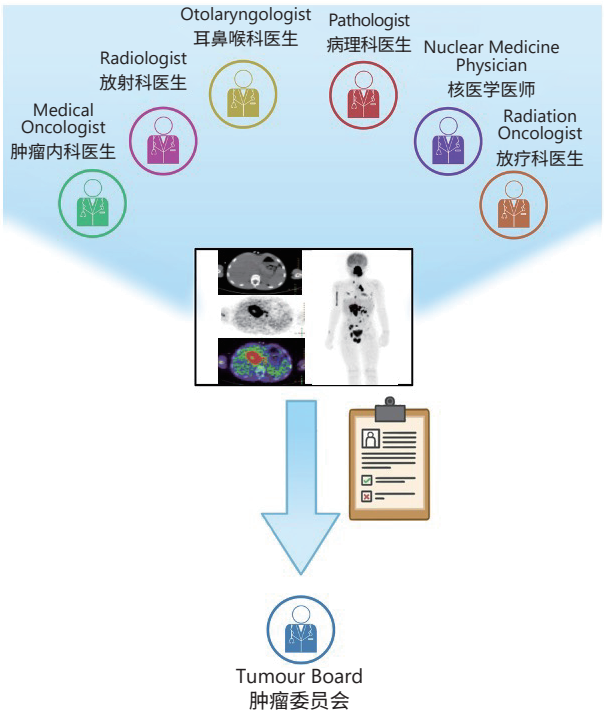 Otolaryngologist
耳鼻喉科医生
Pathologist
病理科医生
Radiologist
放射科医生
Nuclear Medicine
Physician
核医学医师
Medical
Oncologist
肿瘤内科医生
Radiation
Oncologist
放疗科医生
Tumour Board
肿瘤委员会